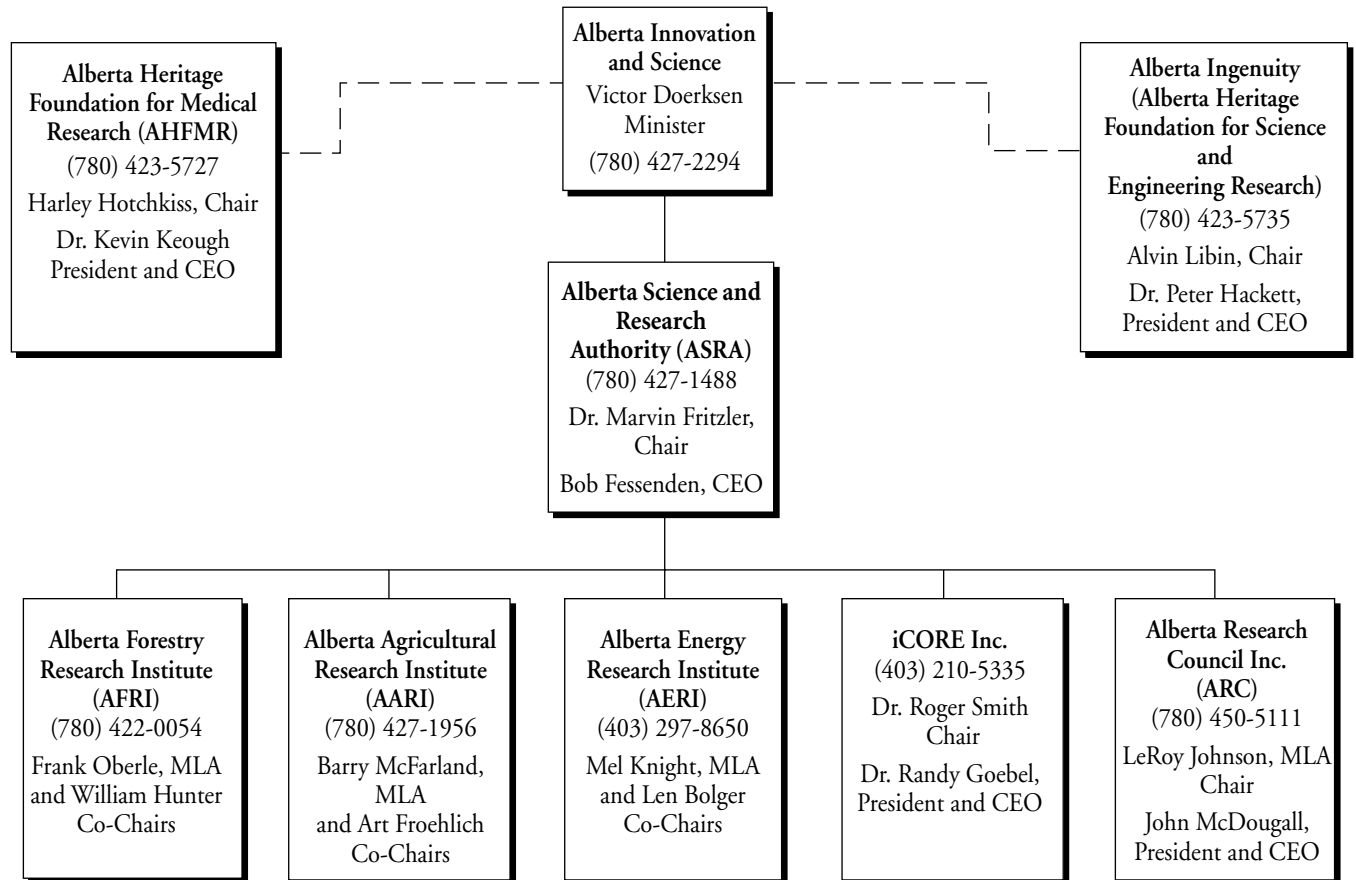 Alberta Heritage
Foundation for Medical
Research (AHFMR)
(780) 423-5727
Harley Hotchkiss, Chair
Dr. Kevin Keough
President and CEO
Alberta Innovation
and Science
Victor Doerksen
Minister
(780) 427-2294
Alberta Ingenuity
(Alberta Heritage
Foundation for Science
and
Engineering Research)
(780) 423-5735
Alvin Libin, Chair
Dr. Peter Hackett,
President and CEO
Alberta Science and
Research
Authority (ASRA)
(780) 427-1488
Dr. Marvin Fritzler,
Chair
Bob Fessenden, CEO
Alberta Forestry
Research Institute
(AFRI)
(780) 422-0054
Frank Oberle, MLA
and William Hunter
Co-Chairs
Alberta Agricultural
Research Institute
(AARI)
(780) 427-1956
Barry McFarland,
MLA
and Art Froehlich
Co-Chairs
Alberta Energy
Research Institute
(AERI)
(403) 297-8650
Mel Knight, MLA
and Len Bolger
Co-Chairs
iCORE Inc.
(403) 210-5335
Dr. Roger Smith
Chair
Dr. Randy Goebel,
President and CEO
Alberta Research
Council Inc.
(ARC)
(780) 450-5111
LeRoy Johnson, MLA
Chair
John McDougall,
President and CEO